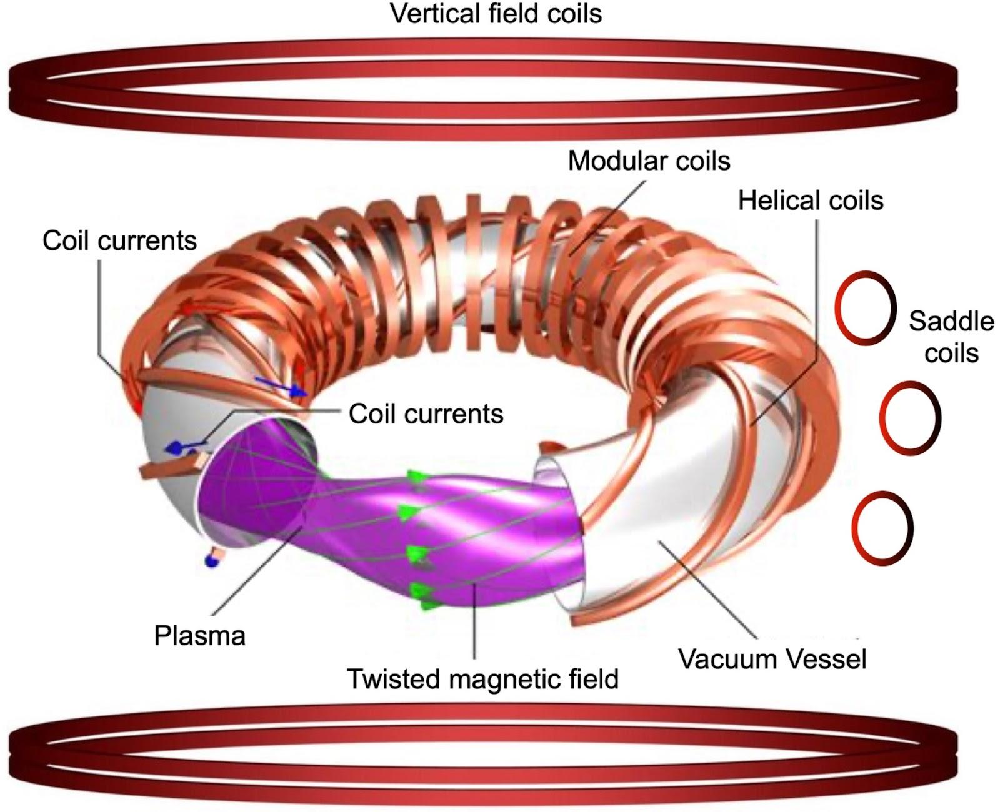 Vertical field coils
Modular coils
Helical coils
Coil currents
Saddle
coils
Coil currents
Plasma
Vacuum Vessel
Twisted magnetic field